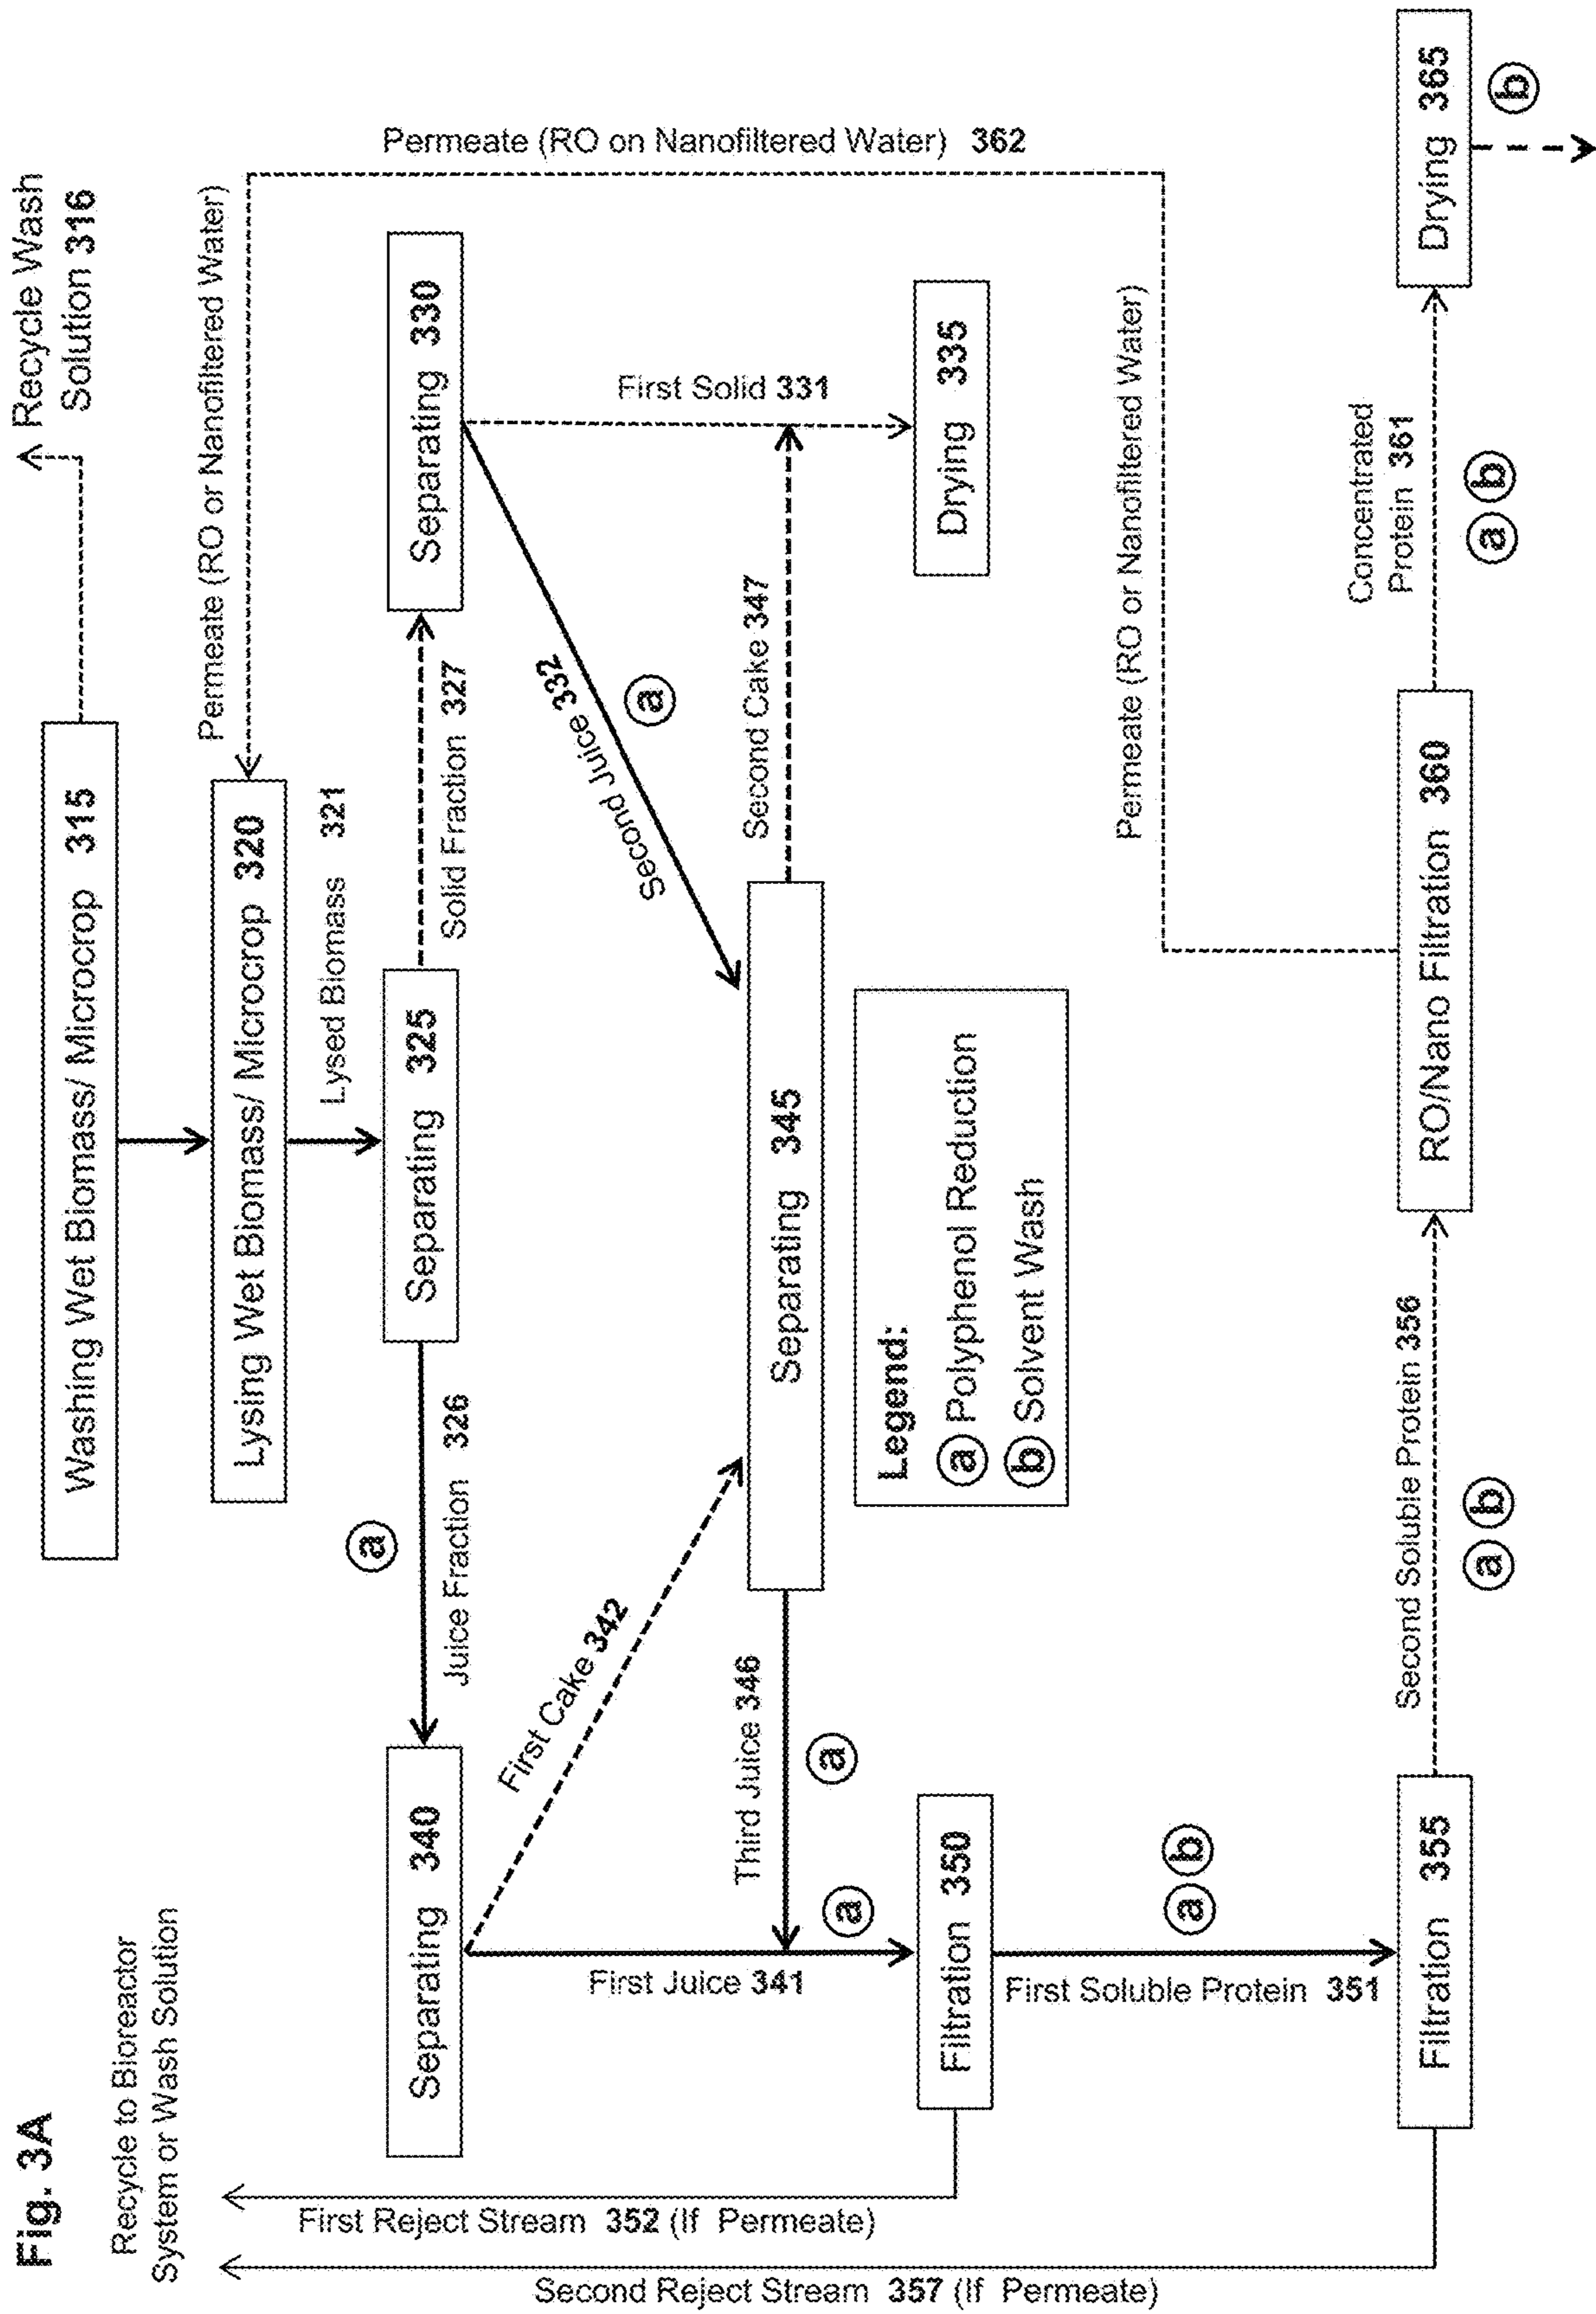 Fig. 3A
Recycle to Bioreactor
System or Wash Solution
Washing Wet Biomass/ Microcrop 315
Recycle Wash
Solution 316
Lysing Wet Biomass/ Microcrop 320
Permeate (RO or Nanofiltered Water)
Lysed Biomass 321
Separating 340
a
Juice Fraction 326
Separating 325
Solid Fraction 327
Separating 330
Permeate (RO on Nanofiltered Water) 362
First Cake 342
Second Juice 332
a
First Solid 331
First Juice 341
Third Juice 346
a
a
Separating 345
Second Cake 347
Drying 335
First Reject Stream 352 (If Permeate)
Filtration 350
Legend:
a Polyphenol Reduction
b Solvent Wash
Permeate (RO or Nanofiltered Water)
First Soluble Protein 351
a b
Second Reject Stream 357 (If Permeate)
Filtration 355
Second Soluble Protein 356
a b
RO/Nano Filtration 360
Concentrated
Protein 361
a b
Drying 365
b